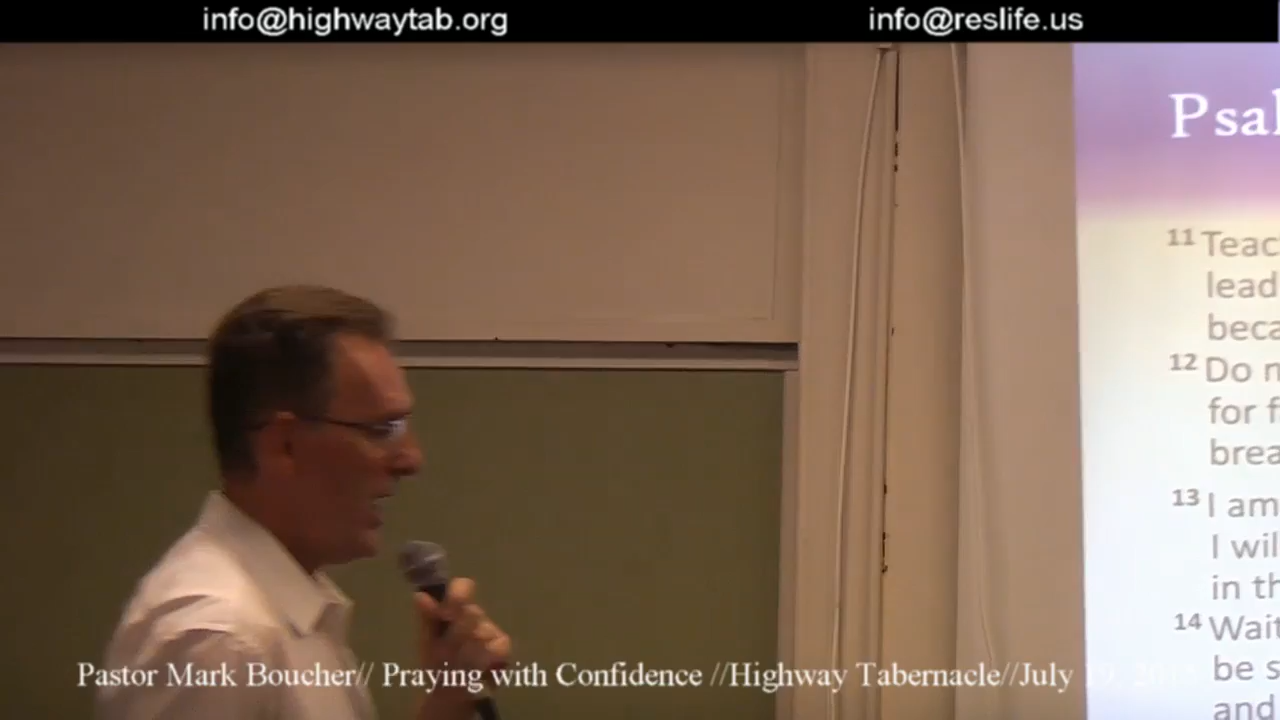 info@highwaytab.org
info@reslife.us
Psal
11 Teac
lead
beca
12 Do n
for f
brea
13 I am
I wil
in th
14 Wait
be s
and
Pastor Mark Boucher// Praying with Confidence //Highway Tabernacle//July